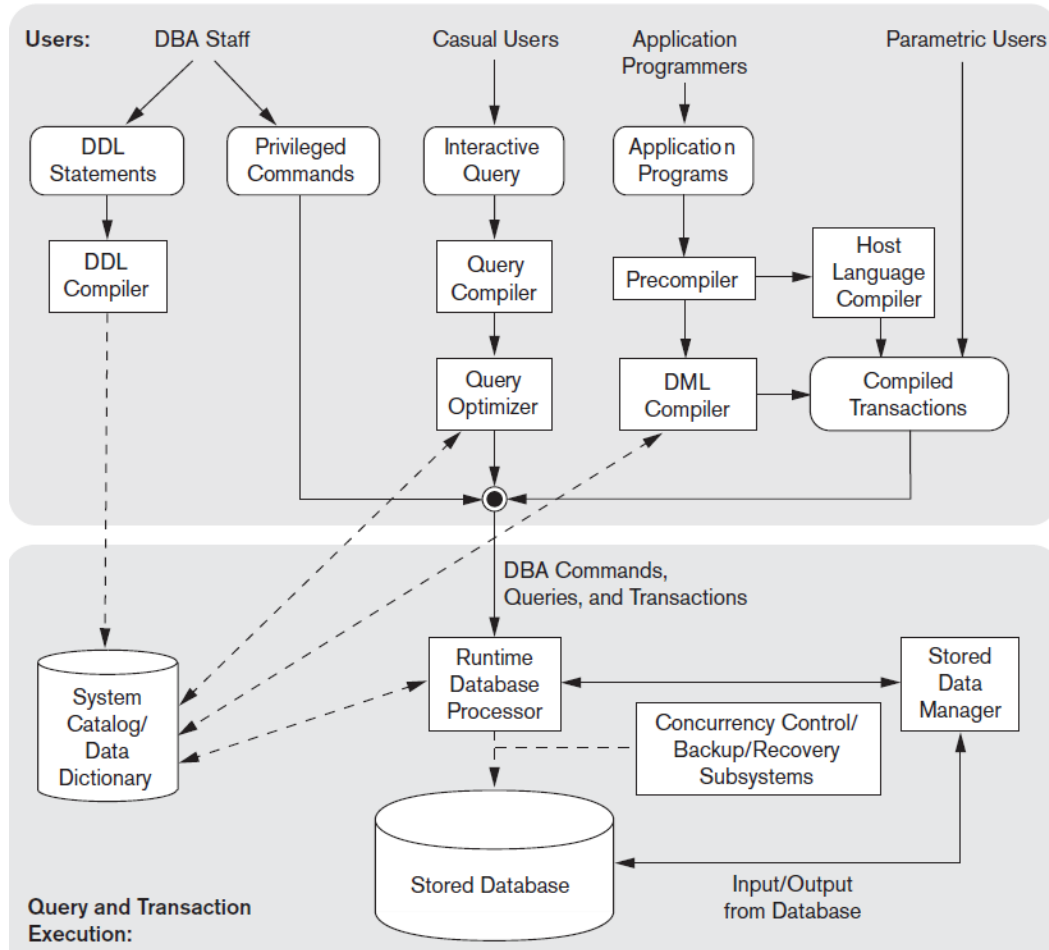 Users:
DBA Staff
Casual Users
Application
Programmers
Parametric Users
DDL
Statements
Privileged
Commands
Interactive
Query
Application
Programs
DDL
Compiler
Query
Compiler
Precompiler
Host
Language
Compiler
Query
Optimizer
DML
Compiler
Compiled
Transactions
DBA Commands,
Queries, and Transactions
System
Catalog/
Data
Dictionary
Runtime
Database
Processor
Stored
Data
Manager
Concurrency Control/
Backup/Recovery
Subsystems
Stored Database
Input/Output
from Database
Query and Transaction
Execution: